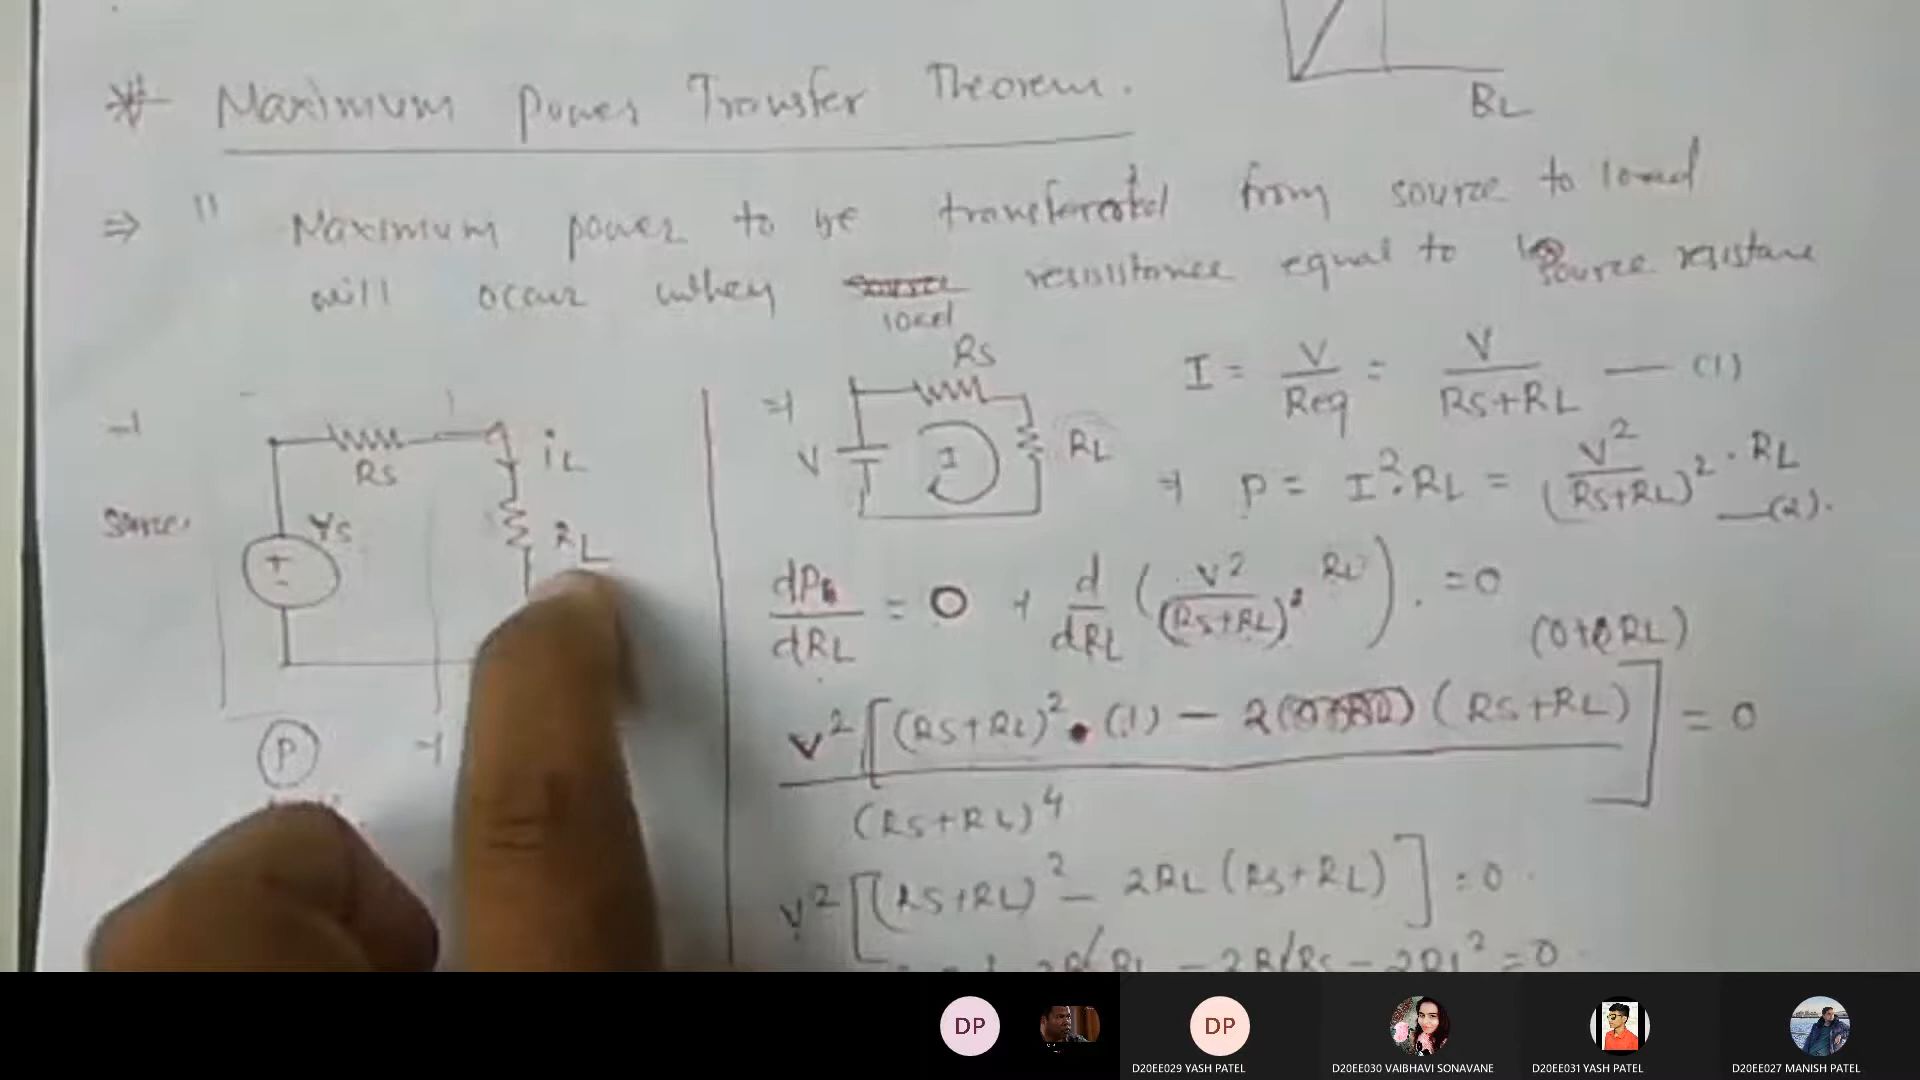 RL
* Maximum Power Transfer Theorem.
⇒ " Maximum power to be transferred from source to load
will occur when load resistance equal to source resistance
Rs
iL
Source
Vs
+
-
RL
P
Rs
V
I
RL
I = V/Req = V/(Rs+RL) — (1)
P = I²·RL = V²/(Rs+RL)² · RL —(2).
dPL/dRL = 0 → d/dRL (V²/(Rs+RL)² RL) . = 0
(0+RL)
V² [(Rs+RL)² • (1) – 2 (Rs+RL)] = 0
(Rs+RL)⁴
V² [(Rs+RL)² – 2RL (Rs+RL)] = 0 .
– 2RLRs – 2RL² = 0 .
DP
DP
D20EE029 YASH PATEL
D20EE030 VAIBHAVI SONAVANE
D20EE031 YASH PATEL
D20EE027 MANISH PATEL